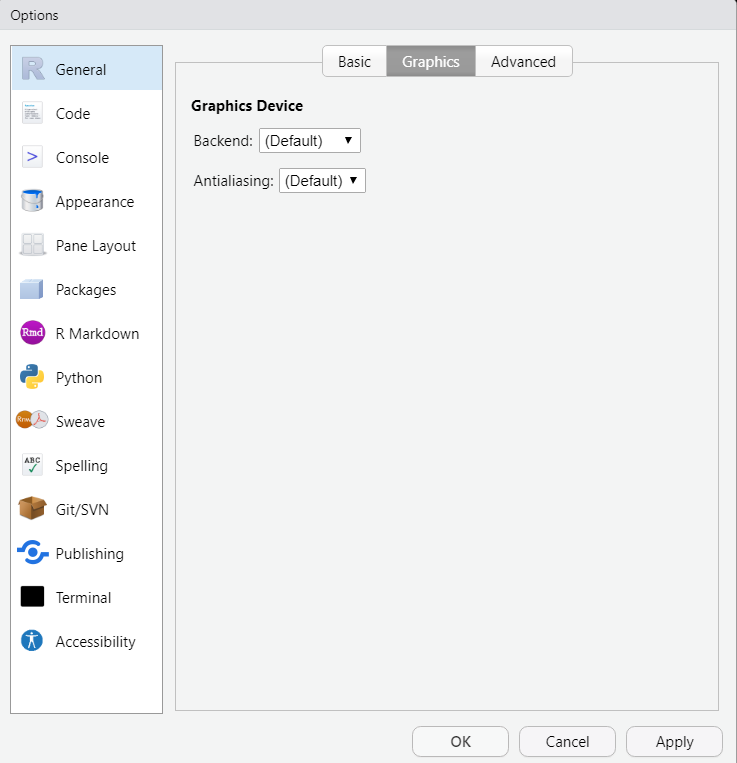 Options
R General
Code
> Console
Appearance
Pane Layout
Packages
Rmd R Markdown
Python
Rnw Sweave
ABC Spelling
Git/SVN
Publishing
Terminal
Accessibility
Basic Graphics Advanced
Graphics Device
Backend: (Default)
Antialiasing: (Default)
OK Cancel Apply